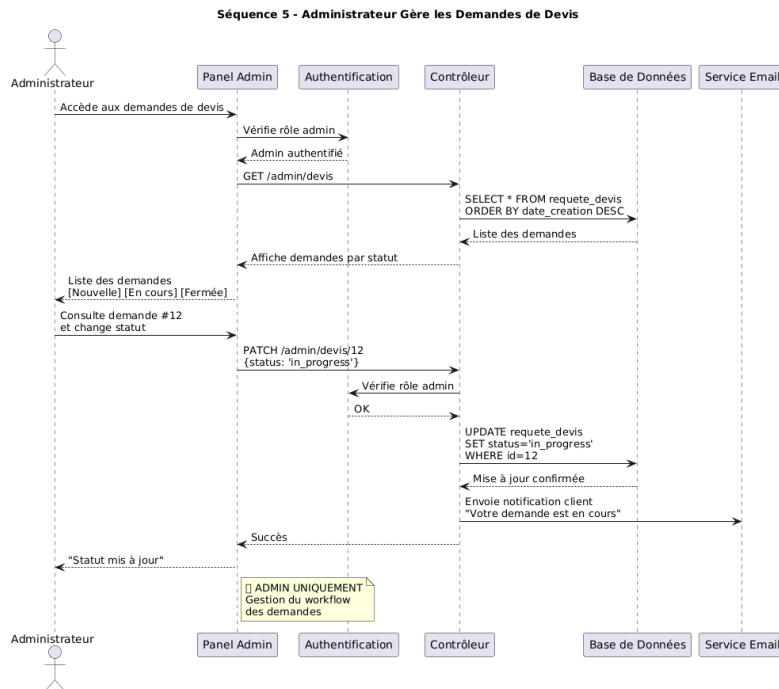 Séquence 5 - Administrateur Gère les Demandes de Devis
Administrateur
Panel Admin
Authentification
Contrôleur
Base de Données
Service Email
Accède aux demandes de devis
Vérifie rôle admin
Admin authentifié
GET /admin/devis
SELECT * FROM requete_devis
ORDER BY date_creation DESC
Liste des demandes
Affiche demandes par statut
Liste des demandes
[Nouvelle] [En cours] [Fermée]
Consulte demande #12
et change statut
PATCH /admin/devis/12
{status: 'in_progress'}
Vérifie rôle admin
OK
UPDATE requete_devis
SET status='in_progress'
WHERE id=12
Mise à jour confirmée
Envoie notification client
"Votre demande est en cours"
Succès
"Statut mis à jour"
ADMIN UNIQUEMENT
Gestion du workflow
des demandes
Administrateur
Panel Admin
Authentification
Contrôleur
Base de Données
Service Email